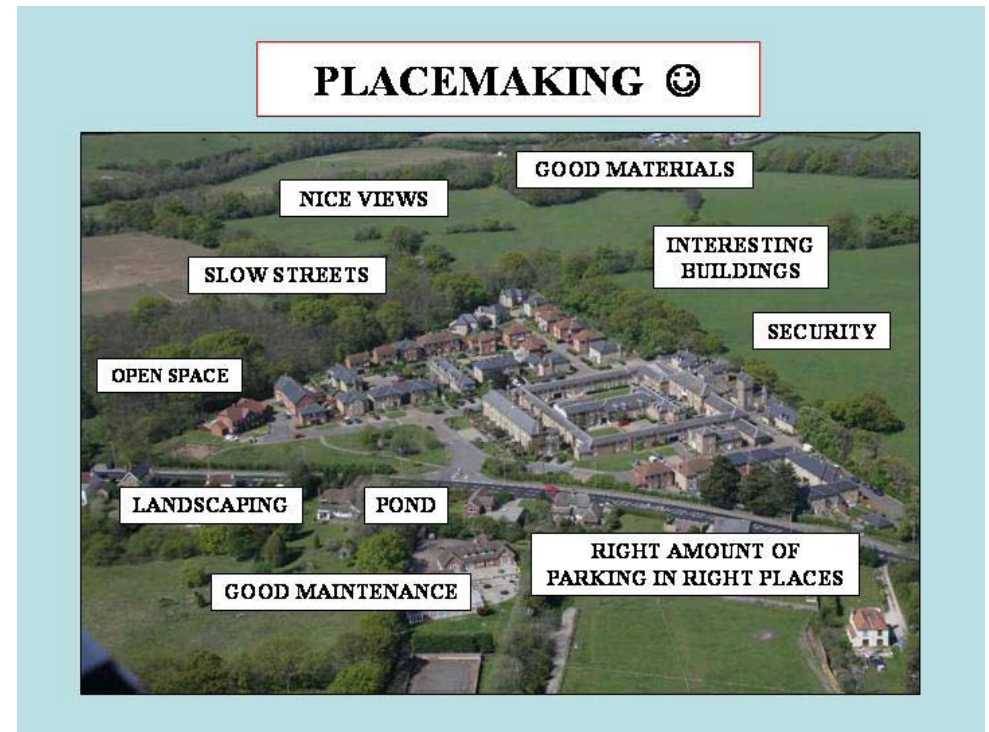 PLACEMAKING ☺
GOOD MATERIALS
NICE VIEWS
INTERESTING
BUILDINGS
SLOW STREETS
SECURITY
OPEN SPACE
LANDSCAPING
POND
RIGHT AMOUNT OF
PARKING IN RIGHT PLACES
GOOD MAINTENANCE